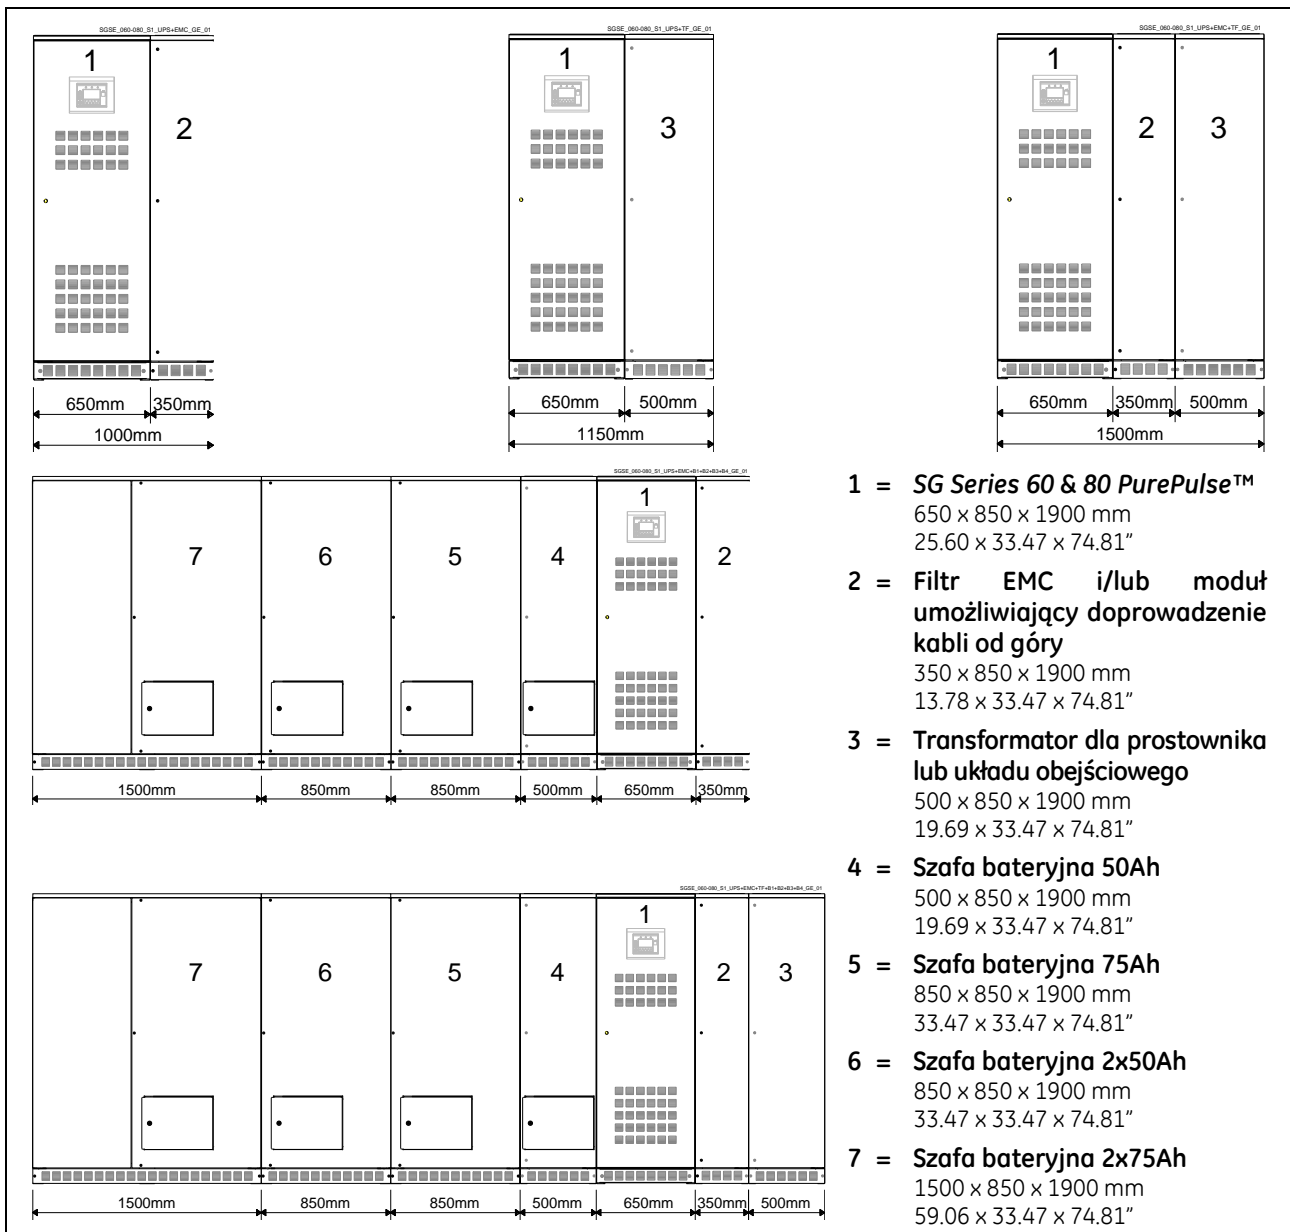 SGSE_060-080_S1_UPS+EMC_GE_01
1
2
650mm
350mm
1000mm
SGSE_060-080_S1_UPS+TF_GE_01
1
3
650mm
500mm
1150mm
SGSE_060-080_S1_UPS+EMC+TF_GE_01
1
2
3
650mm
350mm
500mm
1500mm
SGSE_060-080_S1_UPS+EMC+B1+B2+B3+B4_GE_01
7
6
5
4
1
2
1500mm
850mm
850mm
500mm
650mm
350mm
SGSE_060-080_S1_UPS+EMC+TF+B1+B2+B3+B4_GE_01
7
6
5
4
1
2
3
1500mm
850mm
850mm
500mm
650mm
350mm
500mm
1 = SG Series 60 & 80 PurePulse™
650 x 850 x 1900 mm
25.60 x 33.47 x 74.81″
2 = Filtr EMC i/lub moduł
umożliwiający doprowadzenie
kabli od góry
350 x 850 x 1900 mm
13.78 x 33.47 x 74.81″
3 = Transformator dla prostownika
lub układu obejściowego
500 x 850 x 1900 mm
19.69 x 33.47 x 74.81″
4 = Szafa bateryjna 50Ah
500 x 850 x 1900 mm
19.69 x 33.47 x 74.81″
5 = Szafa bateryjna 75Ah
850 x 850 x 1900 mm
33.47 x 33.47 x 74.81″
6 = Szafa bateryjna 2x50Ah
850 x 850 x 1900 mm
33.47 x 33.47 x 74.81″
7 = Szafa bateryjna 2x75Ah
1500 x 850 x 1900 mm
59.06 x 33.47 x 74.81″